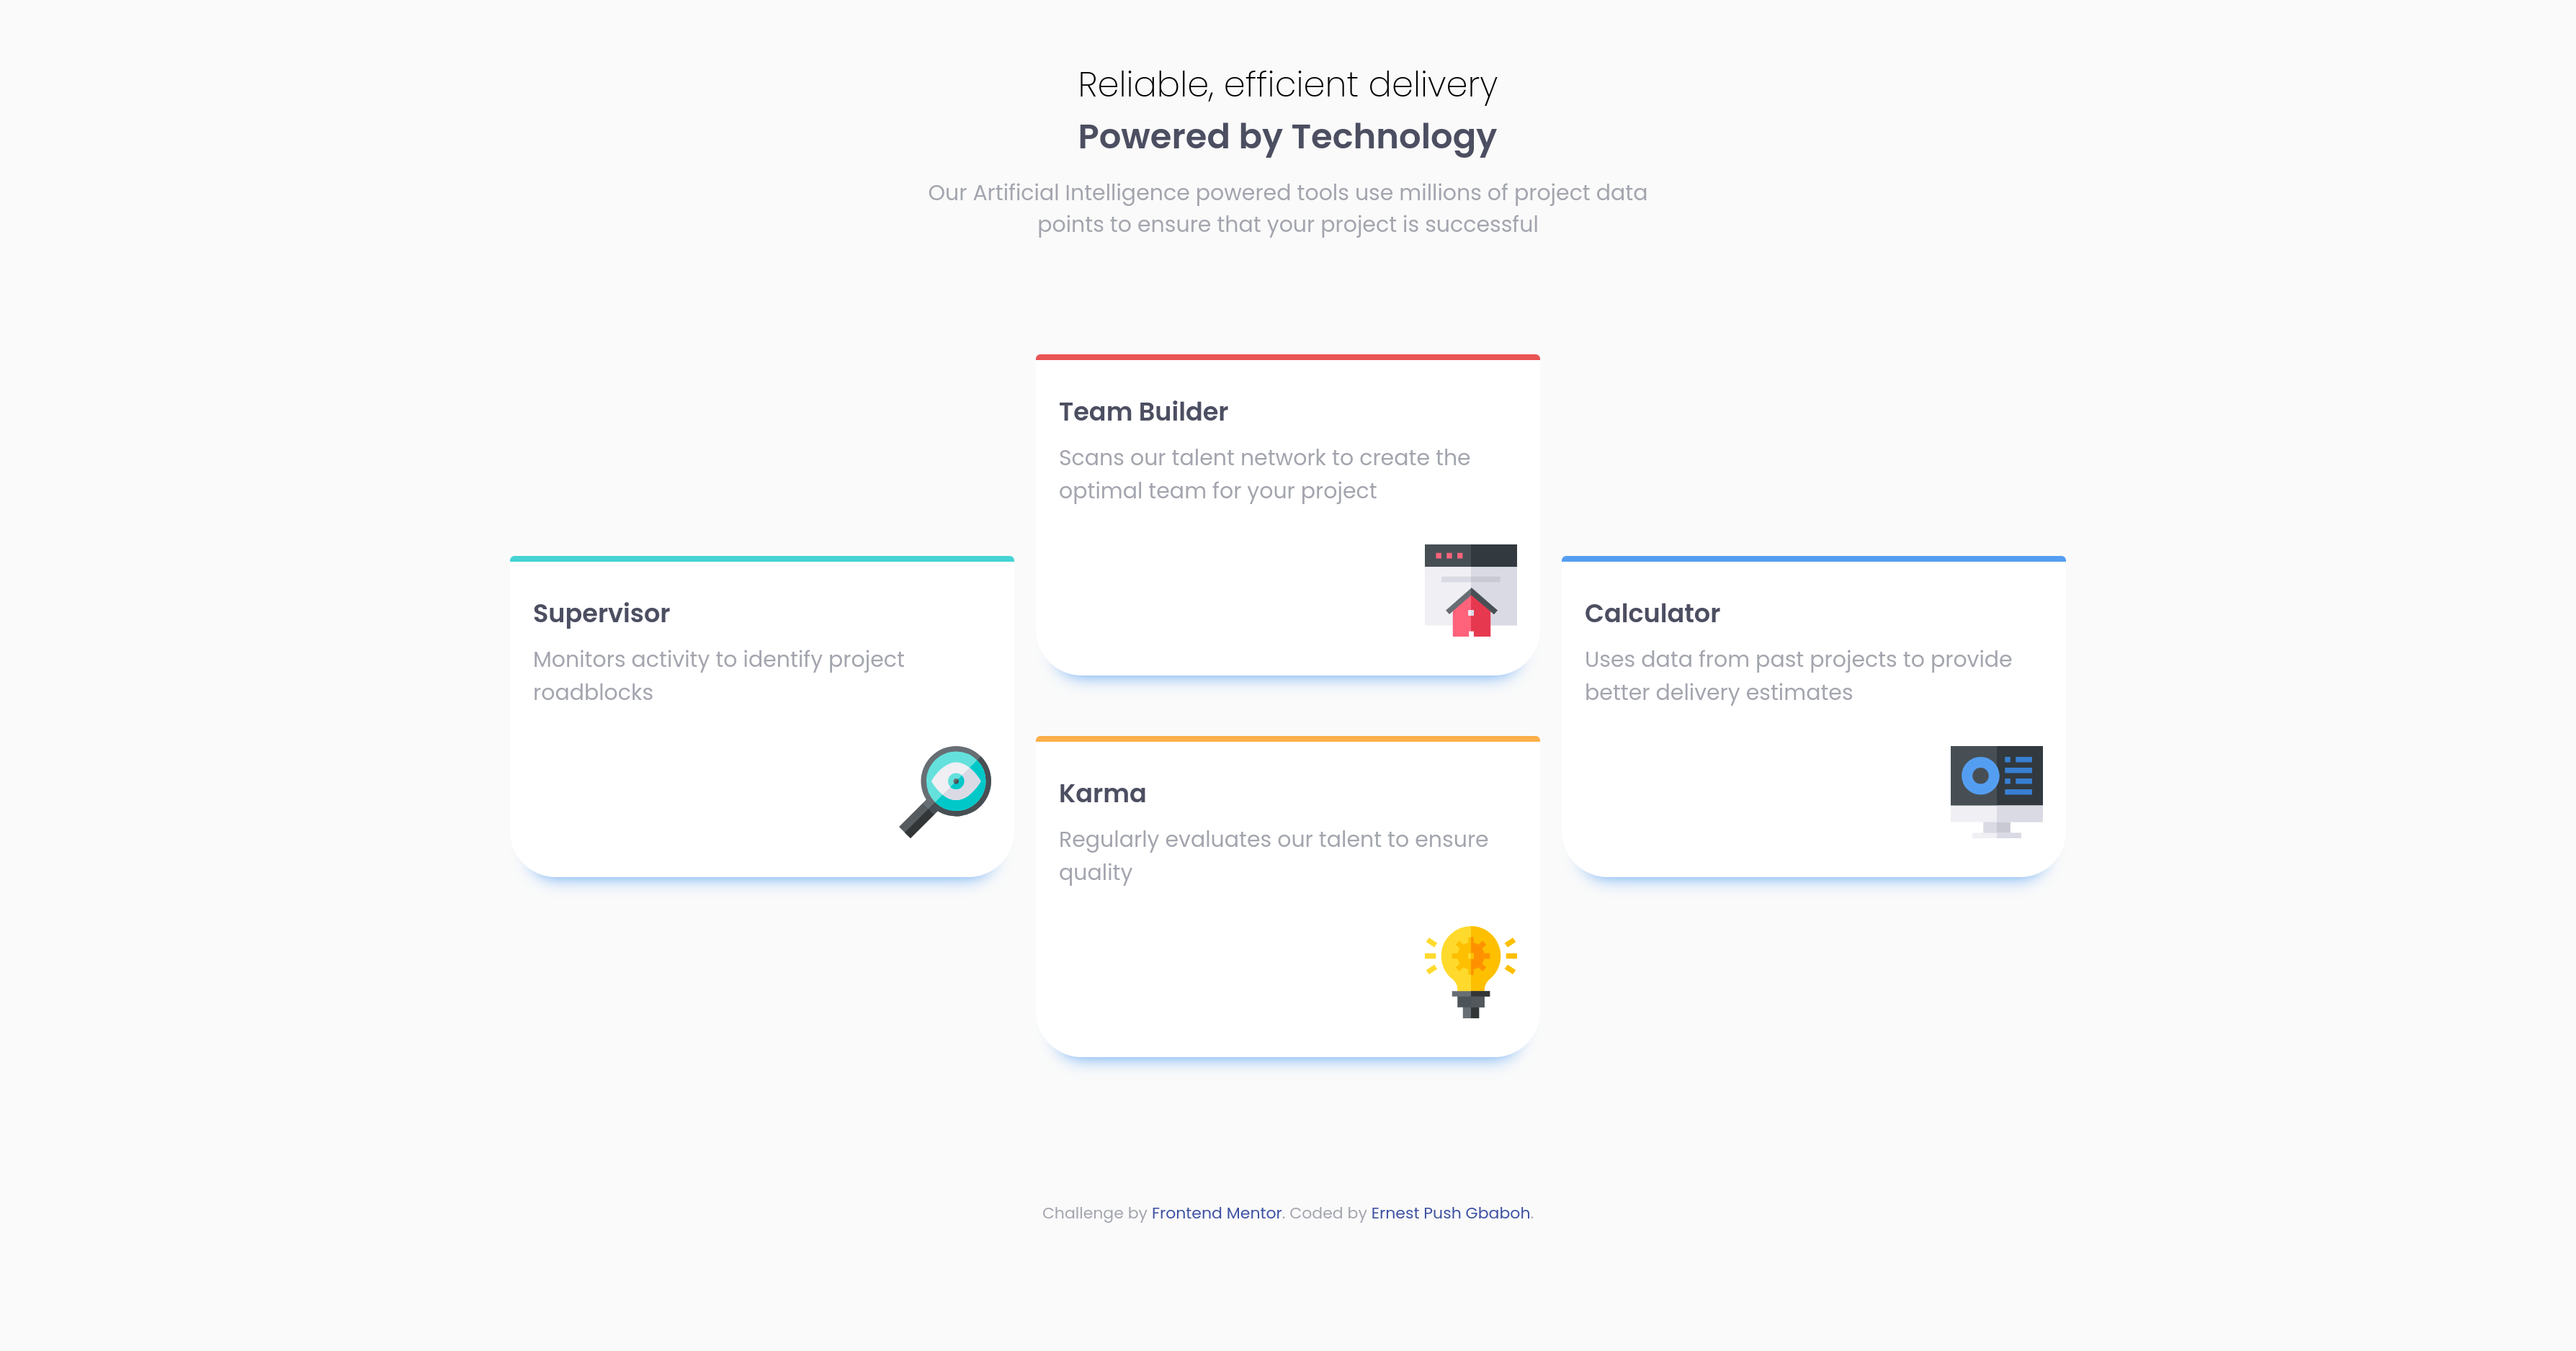 Reliable, efficient delivery
Powered by Technology
Our Artificial Intelligence powered tools use millions of project data
points to ensure that your project is successful
Team Builder
Scans our talent network to create the
optimal team for your project
Supervisor
Monitors activity to identify project
roadblocks
Calculator
Uses data from past projects to provide
better delivery estimates
Karma
Regularly evaluates our talent to ensure
quality
Challenge by Frontend Mentor. Coded by Ernest Push Gbaboh.